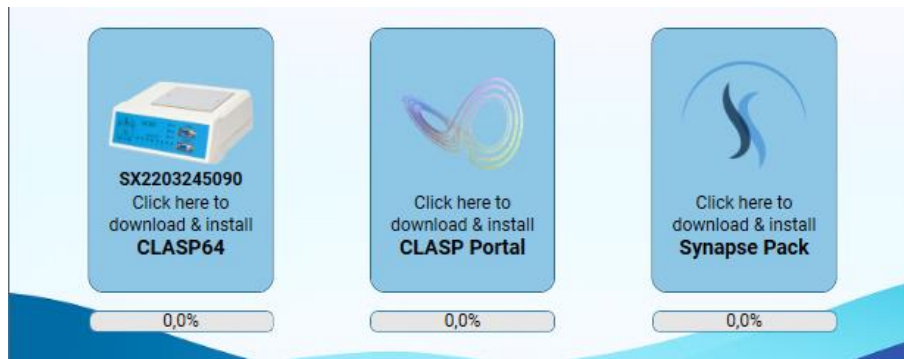 SX2203245090
Click here to
download & install
CLASP64
0,0%
Click here to
download & install
CLASP Portal
0,0%
Click here to
download & install
Synapse Pack
0,0%